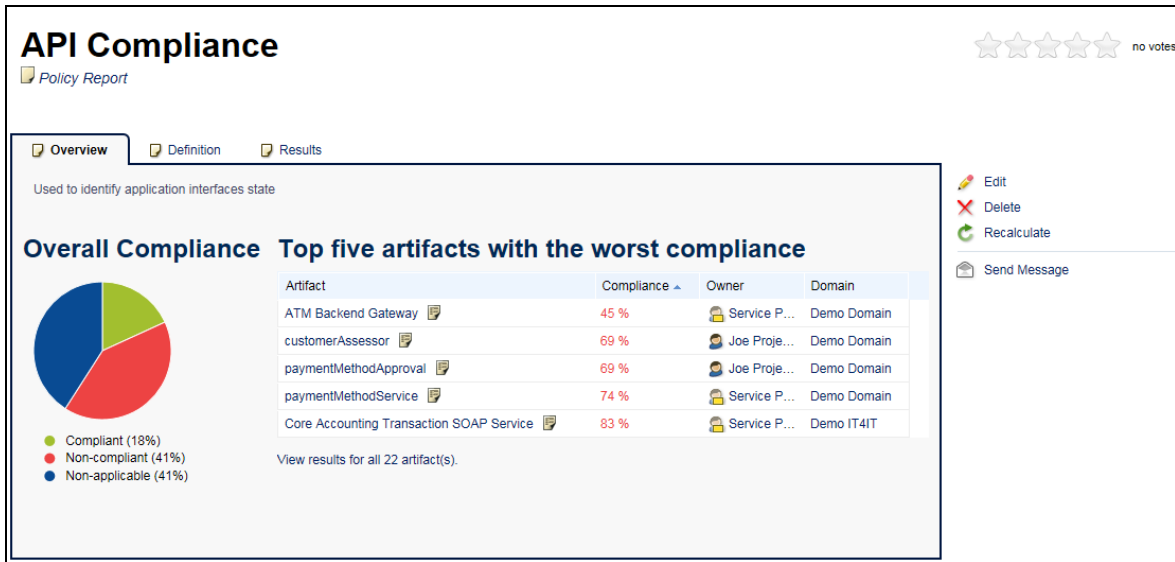 API Compliance
no votes
Policy Report
Overview Definition Results
Used to identify application interfaces state
Edit
Delete
Recalculate
Send Message
Overall Compliance
Compliant (18%)
Non-compliant (41%)
Non-applicable (41%)
Top five artifacts with the worst compliance
Artifact Compliance Owner Domain
ATM Backend Gateway 45 % Service P... Demo Domain
customerAssessor 69 % Joe Proje... Demo Domain
paymentMethodApproval 69 % Joe Proje... Demo Domain
paymentMethodService 74 % Service P... Demo Domain
Core Accounting Transaction SOAP Service 83 % Service P... Demo IT4IT
View results for all 22 artifact(s).